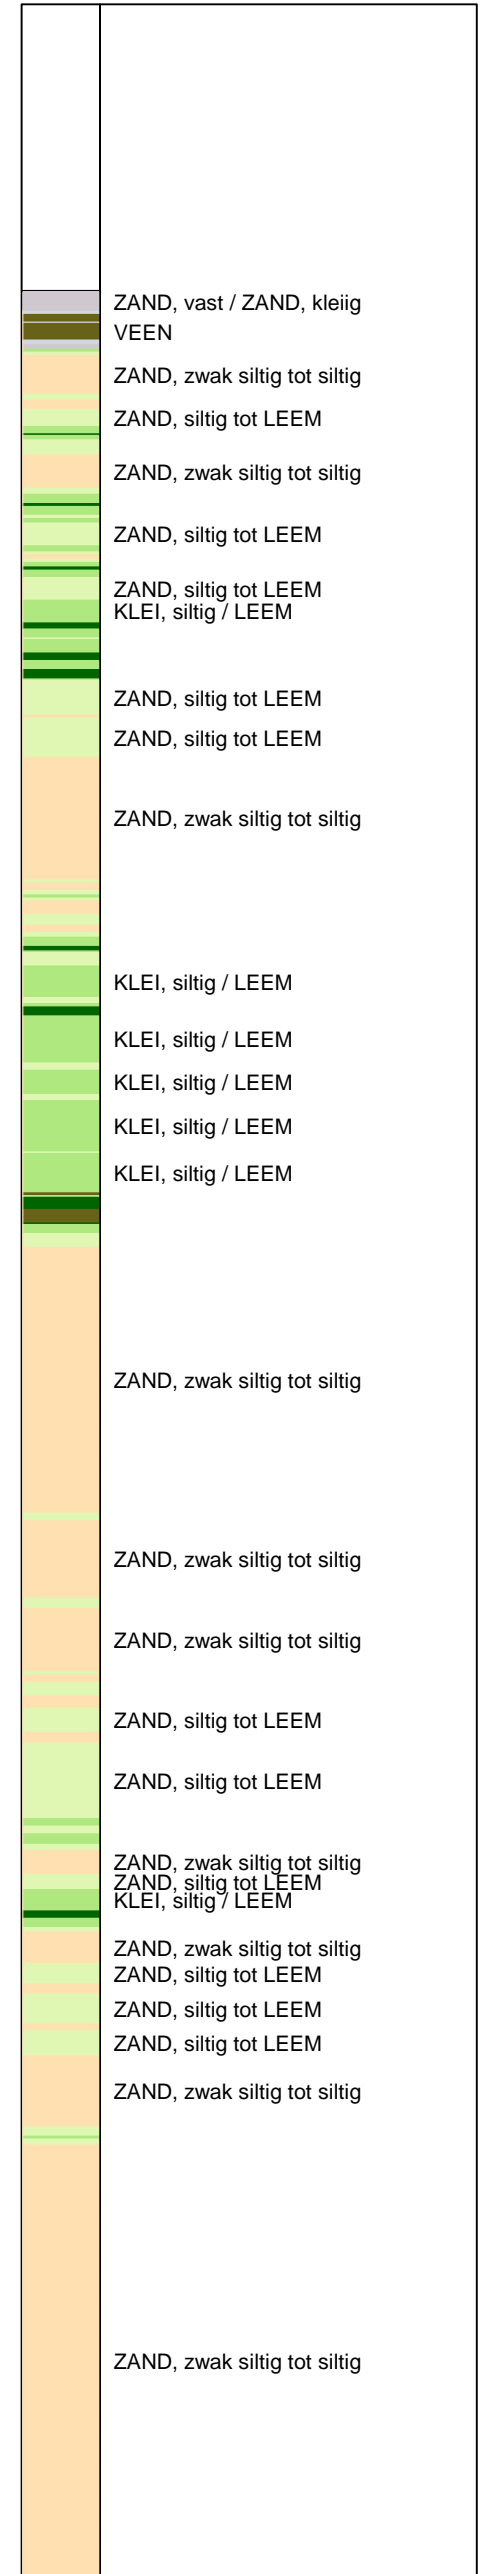 ZAND, vast / ZAND, kleiig
VEEN
ZAND, zwak siltig tot siltig
ZAND, siltig tot LEEM
ZAND, zwak siltig tot siltig
ZAND, siltig tot LEEM
ZAND, siltig tot LEEM
KLEI, siltig / LEEM
ZAND, siltig tot LEEM
ZAND, siltig tot LEEM
ZAND, zwak siltig tot siltig
KLEI, siltig / LEEM
KLEI, siltig / LEEM
KLEI, siltig / LEEM
KLEI, siltig / LEEM
KLEI, siltig / LEEM
ZAND, zwak siltig tot siltig
ZAND, zwak siltig tot siltig
ZAND, zwak siltig tot siltig
ZAND, siltig tot LEEM
ZAND, siltig tot LEEM
ZAND, zwak siltig tot siltig
ZAND, siltig tot LEEM
KLEI, siltig / LEEM
ZAND, zwak siltig tot siltig
ZAND, siltig tot LEEM
ZAND, siltig tot LEEM
ZAND, siltig tot LEEM
ZAND, zwak siltig tot siltig
ZAND, zwak siltig tot siltig